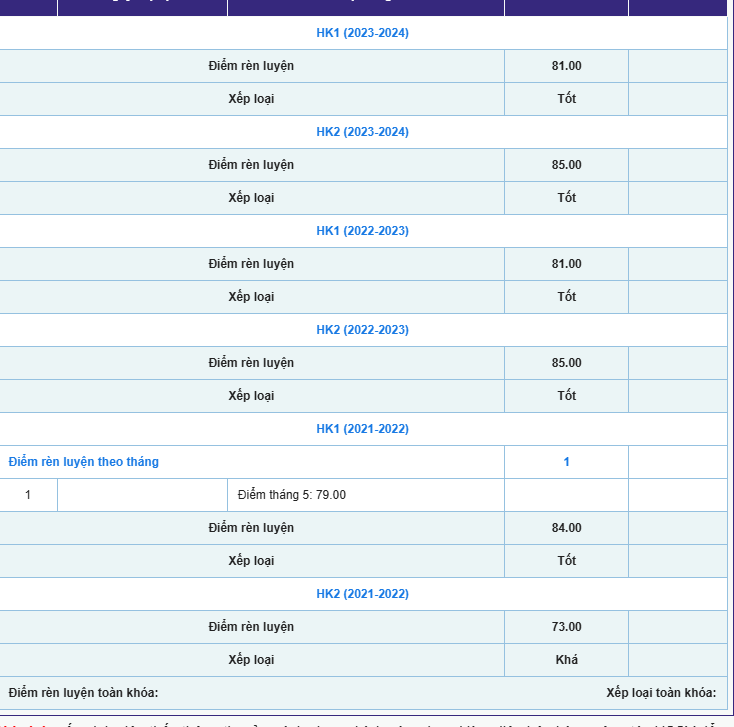 HK1 (2023-2024)
Điểm rèn luyện 81.00
Xếp loại Tốt
HK2 (2023-2024)
Điểm rèn luyện 85.00
Xếp loại Tốt
HK1 (2022-2023)
Điểm rèn luyện 81.00
Xếp loại Tốt
HK2 (2022-2023)
Điểm rèn luyện 85.00
Xếp loại Tốt
HK1 (2021-2022)
Điểm rèn luyện theo tháng 1
1 Điểm tháng 5: 79.00
Điểm rèn luyện 84.00
Xếp loại Tốt
HK2 (2021-2022)
Điểm rèn luyện 73.00
Xếp loại Khá
Điểm rèn luyện toàn khóa: Xếp loại toàn khóa: